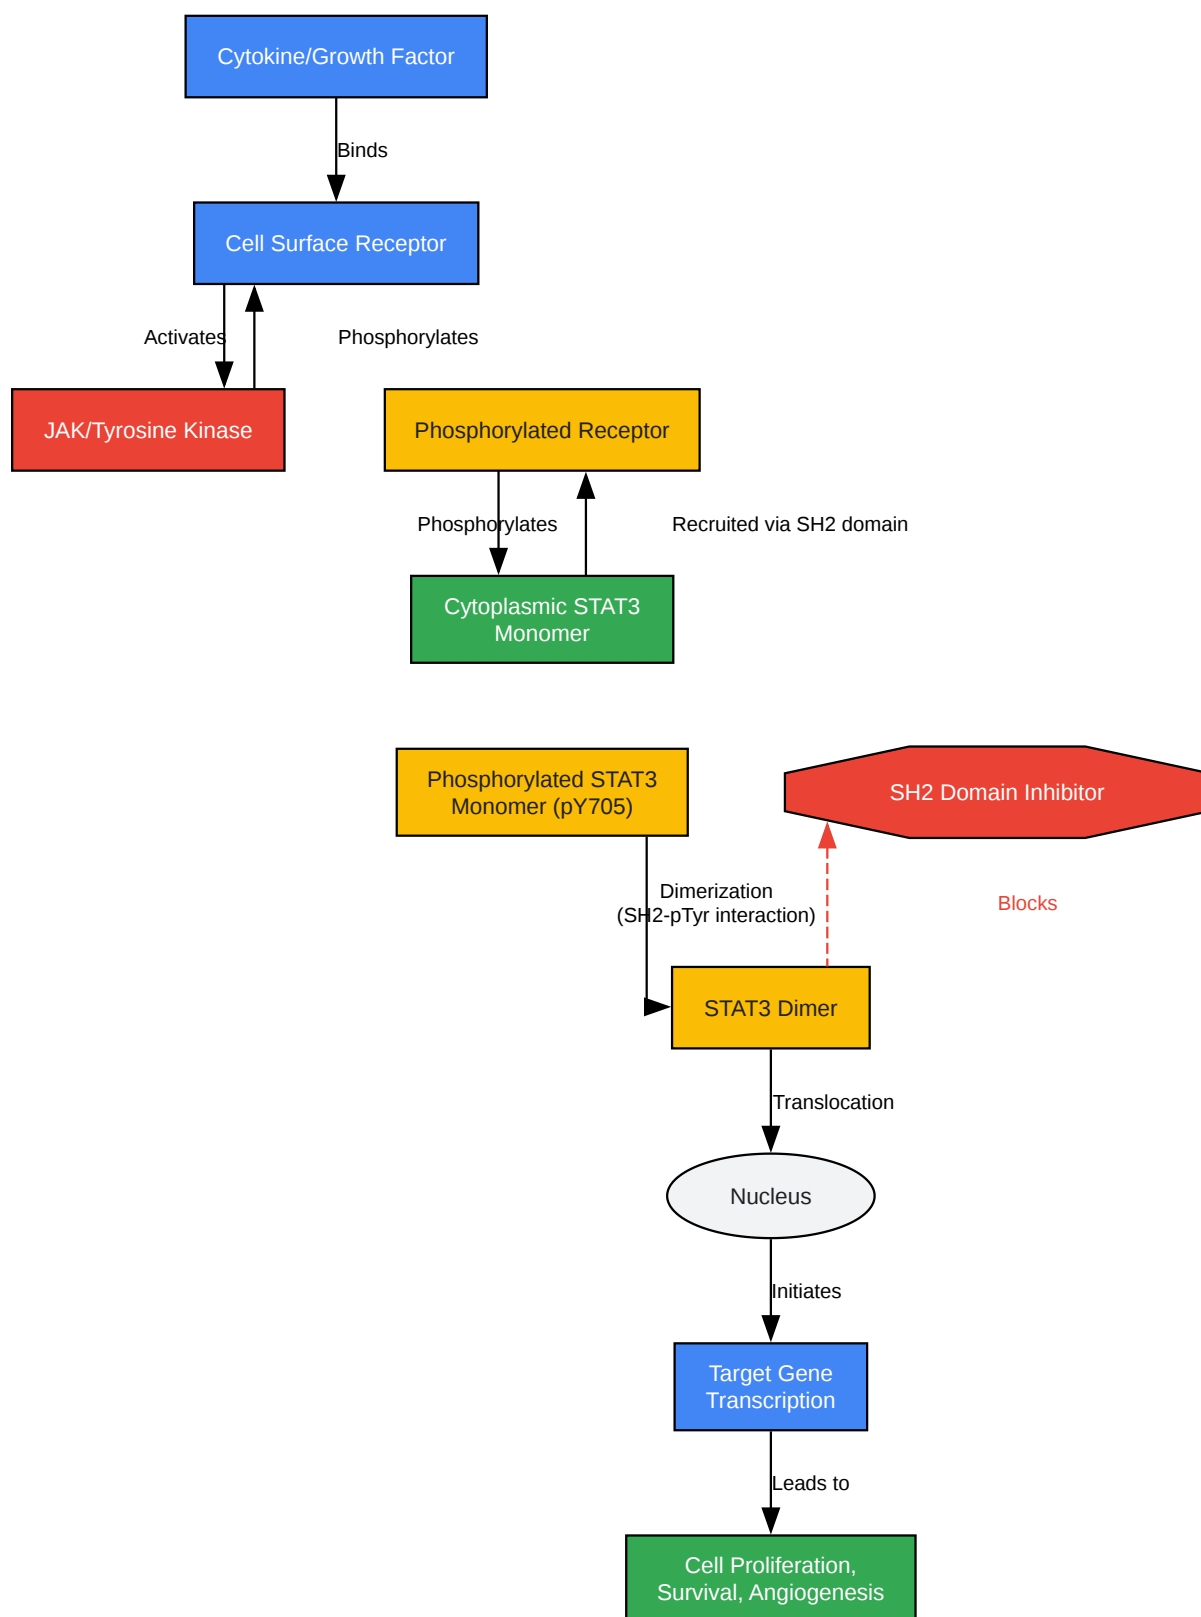 Cytokine/Growth Factor
Binds
Cell Surface Receptor
Activates
Phosphorylates
JAK/Tyrosine Kinase
Phosphorylated Receptor
Phosphorylates
Recruited via SH2 domain
Cytoplasmic STAT3
Monomer
Phosphorylated STAT3
Monomer (pY705)
SH2 Domain Inhibitor
Dimerization
(SH2-pTyr interaction)
Blocks
STAT3 Dimer
Translocation
Nucleus
Initiates
Target Gene
Transcription
Leads to
Cell Proliferation,
Survival, Angiogenesis